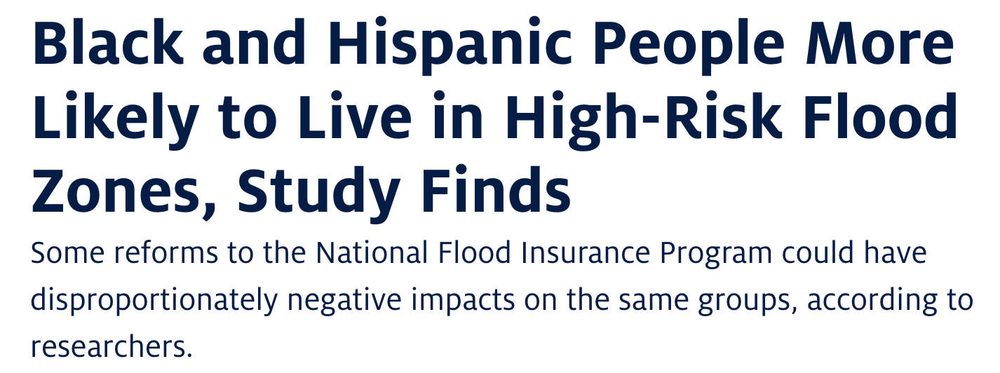 Black and Hispanic People More
Likely to Live in High-Risk Flood
Zones, Study Finds
Some reforms to the National Flood Insurance Program could have
disproportionately negative impacts on the same groups, according to
researchers.